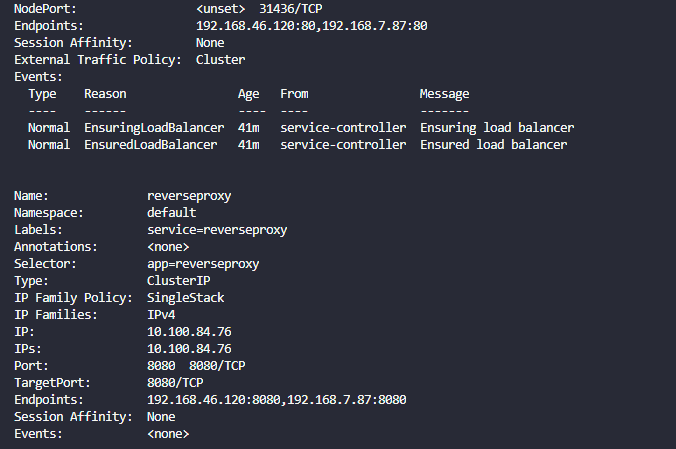 NodePort:                 <unset>  31436/TCP
Endpoints:                192.168.46.120:80,192.168.7.87:80
Session Affinity:         None
External Traffic Policy:  Cluster
Events:
  Type    Reason                Age   From                Message
  ----    ------                ----  ----                -------
  Normal  EnsuringLoadBalancer  41m   service-controller  Ensuring load balancer
  Normal  EnsuredLoadBalancer   41m   service-controller  Ensured load balancer
Name:              reverseproxy
Namespace:         default
Labels:            service=reverseproxy
Annotations:       <none>
Selector:          app=reverseproxy
Type:              ClusterIP
IP Family Policy:  SingleStack
IP Families:       IPv4
IP:                10.100.84.76
IPs:               10.100.84.76
Port:              8080  8080/TCP
TargetPort:        8080/TCP
Endpoints:         192.168.46.120:8080,192.168.7.87:8080
Session Affinity:  None
Events:            <none>